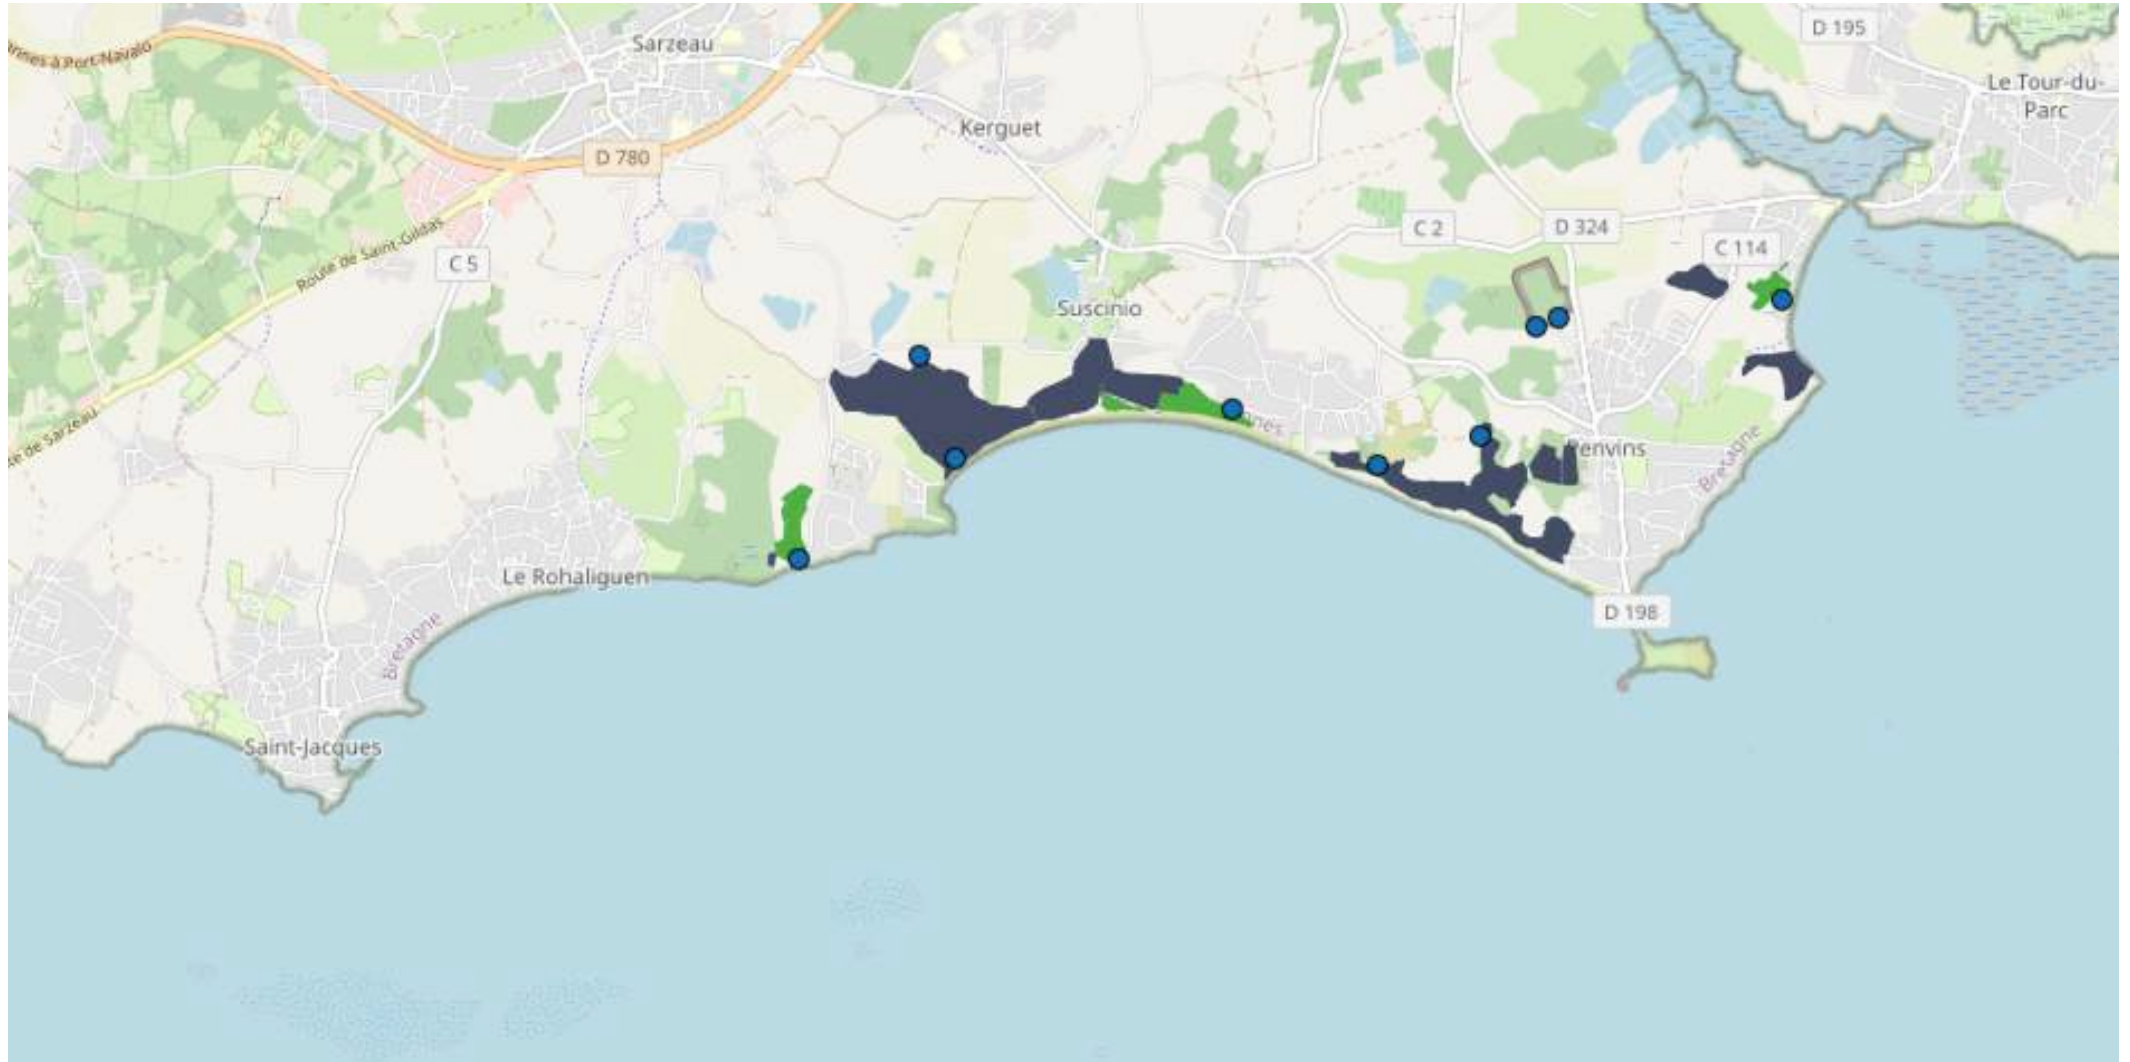 Sarzeau
D 195
Le Tour-du-
Parc
Kerguet
D 780
Route de Saint-Gildas
C 5
C 2
D 324
C 114
Suscinio
Penvins
Bretagne
Le Rohaliguen
D 198
Bretagne
Saint-Jacques